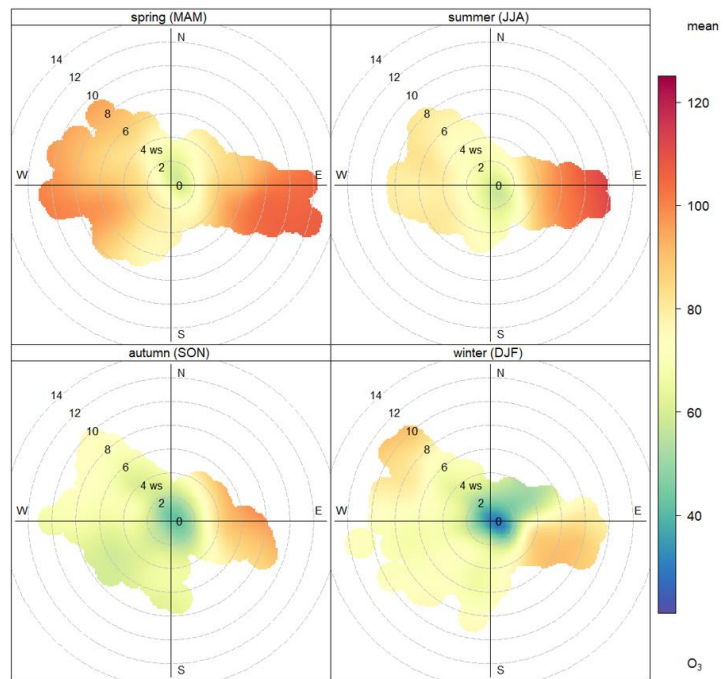 spring (MAM)
summer (JJA)
mean
N
14
12
10
8
6
4 ws
2
0
W
E
S
N
14
12
10
8
6
4 ws
2
0
W
E
S
120
100
80
60
40
autumn (SON)
winter (DJF)
N
14
12
10
8
6
4 ws
2
0
W
E
S
N
14
12
10
8
6
4 ws
2
0
W
E
S
O₃